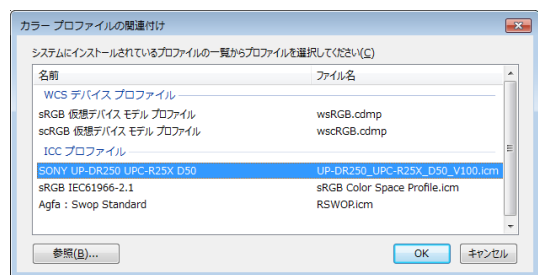 カラー プロファイルの関連付け
システムにインストールされているプロファイルの一覧からプロファイルを選択してください(C)
名前 ファイル名
WCS デバイス プロファイル
sRGB 仮想デバイス モデル プロファイル wsRGB.cdmp
scRGB 仮想デバイス モデル プロファイル wscRGB.cdmp
ICC プロファイル
SONY UP-DR250 UPC-R25X D50 UP-DR250_UPC-R25X_D50_V100.icm
sRGB IEC61966-2.1 sRGB Color Space Profile.icm
Agfa : Swop Standard RSWOP.icm
参照(B)... OK キャンセル